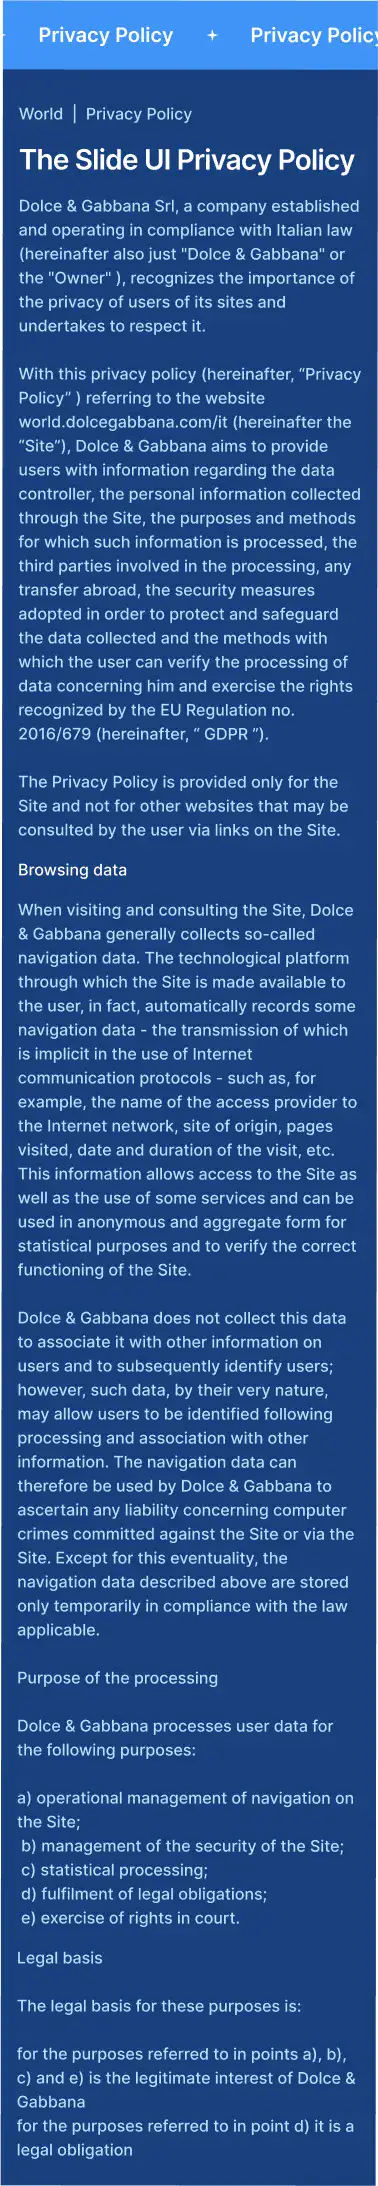 Privacy Policy + Privacy Policy
World | Privacy Policy
The Slide UI Privacy Policy
Dolce & Gabbana Srl, a company established
and operating in compliance with Italian law
(hereinafter also just "Dolce & Gabbana" or
the "Owner" ), recognizes the importance of
the privacy of users of its sites and
undertakes to respect it.
With this privacy policy (hereinafter, “Privacy
Policy” ) referring to the website
world.dolcegabbana.com/it (hereinafter the
“Site”), Dolce & Gabbana aims to provide
users with information regarding the data
controller, the personal information collected
through the Site, the purposes and methods
for which such information is processed, the
third parties involved in the processing, any
transfer abroad, the security measures
adopted in order to protect and safeguard
the data collected and the methods with
which the user can verify the processing of
data concerning him and exercise the rights
recognized by the EU Regulation no.
2016/679 (hereinafter, “ GDPR ”).
The Privacy Policy is provided only for the
Site and not for other websites that may be
consulted by the user via links on the Site.
Browsing data
When visiting and consulting the Site, Dolce
& Gabbana generally collects so-called
navigation data. The technological platform
through which the Site is made available to
the user, in fact, automatically records some
navigation data - the transmission of which
is implicit in the use of Internet
communication protocols - such as, for
example, the name of the access provider to
the Internet network, site of origin, pages
visited, date and duration of the visit, etc.
This information allows access to the Site as
well as the use of some services and can be
used in anonymous and aggregate form for
statistical purposes and to verify the correct
functioning of the Site.
Dolce & Gabbana does not collect this data
to associate it with other information on
users and to subsequently identify users;
however, such data, by their very nature,
may allow users to be identified following
processing and association with other
information. The navigation data can
therefore be used by Dolce & Gabbana to
ascertain any liability concerning computer
crimes committed against the Site or via the
Site. Except for this eventuality, the
navigation data described above are stored
only temporarily in compliance with the law
applicable.
Purpose of the processing
Dolce & Gabbana processes user data for
the following purposes:
a) operational management of navigation on
the Site;
b) management of the security of the Site;
c) statistical processing;
d) fulfilment of legal obligations;
e) exercise of rights in court.
Legal basis
The legal basis for these purposes is:
for the purposes referred to in points a), b),
c) and e) is the legitimate interest of Dolce &
Gabbana
for the purposes referred to in point d) it is a
legal obligation